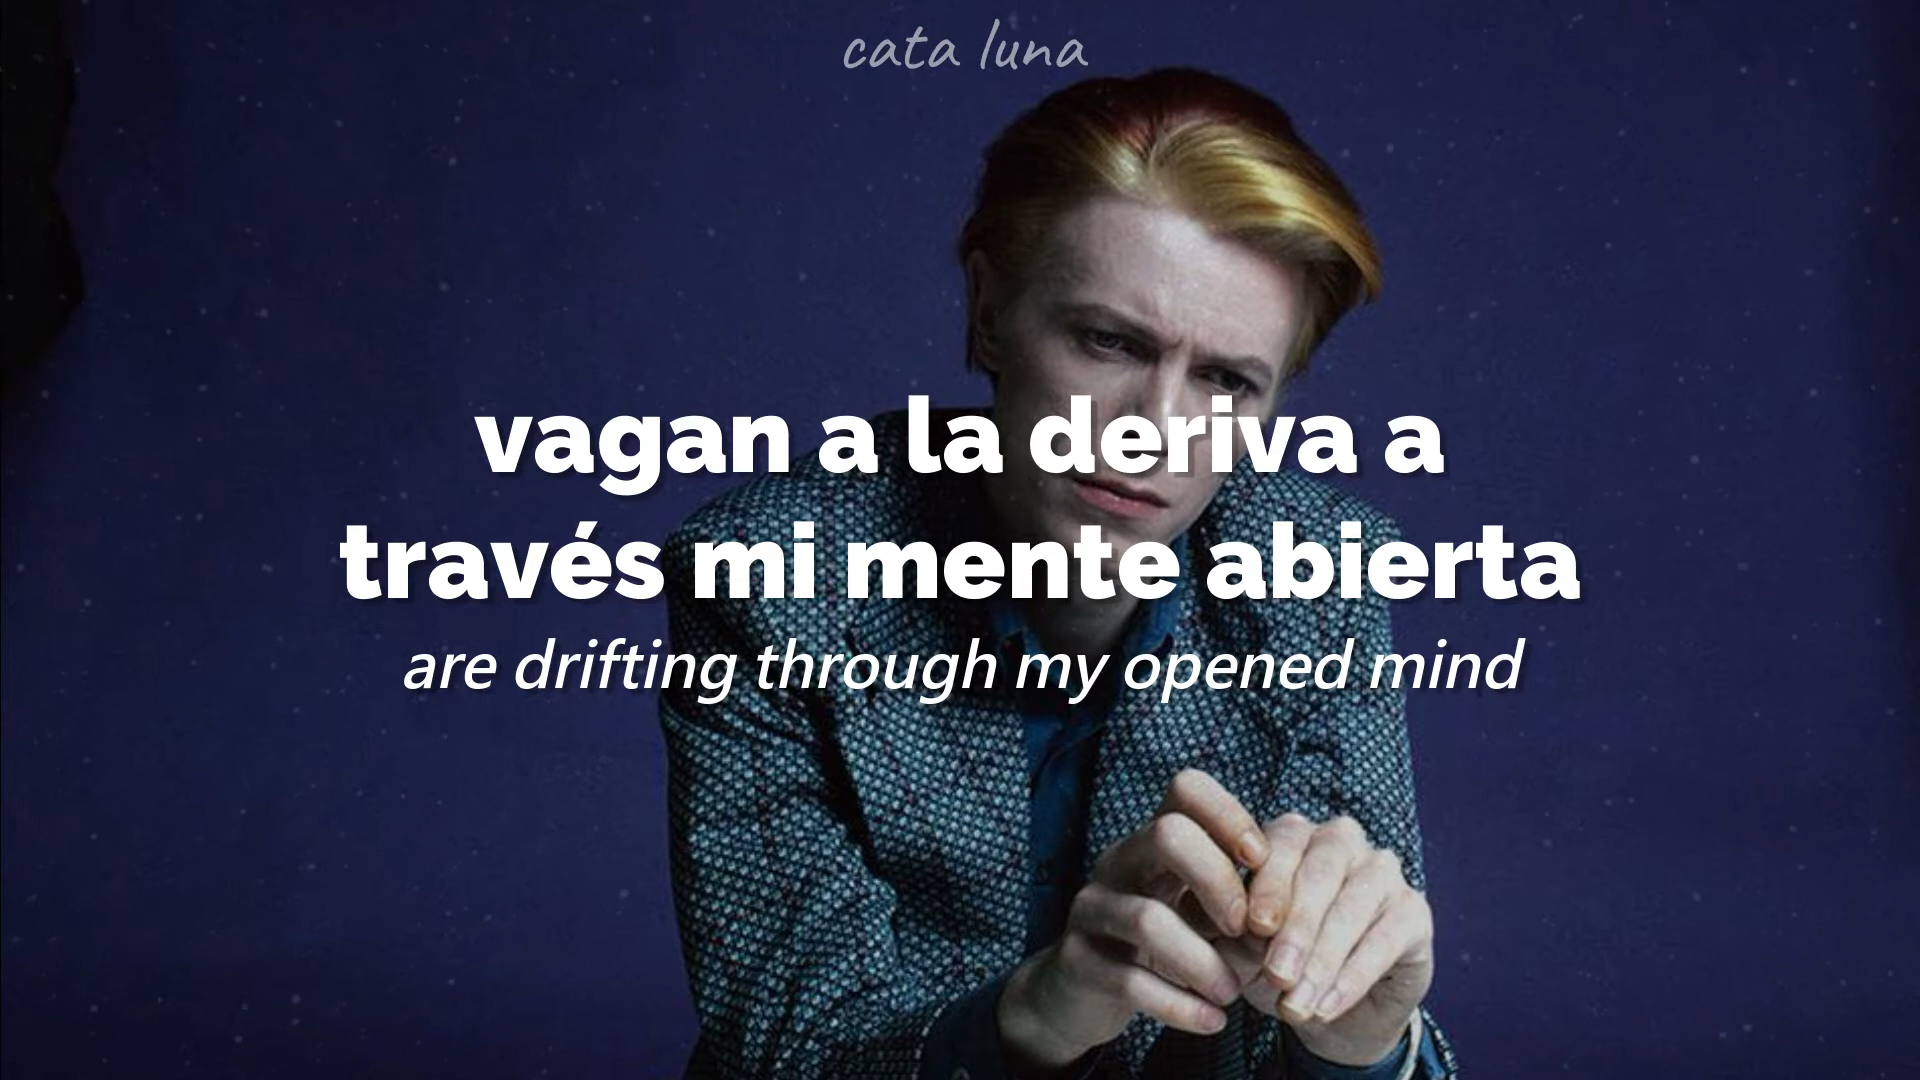 cata luna
vagan a la deriva a
través mi mente abierta
are drifting through my opened mind